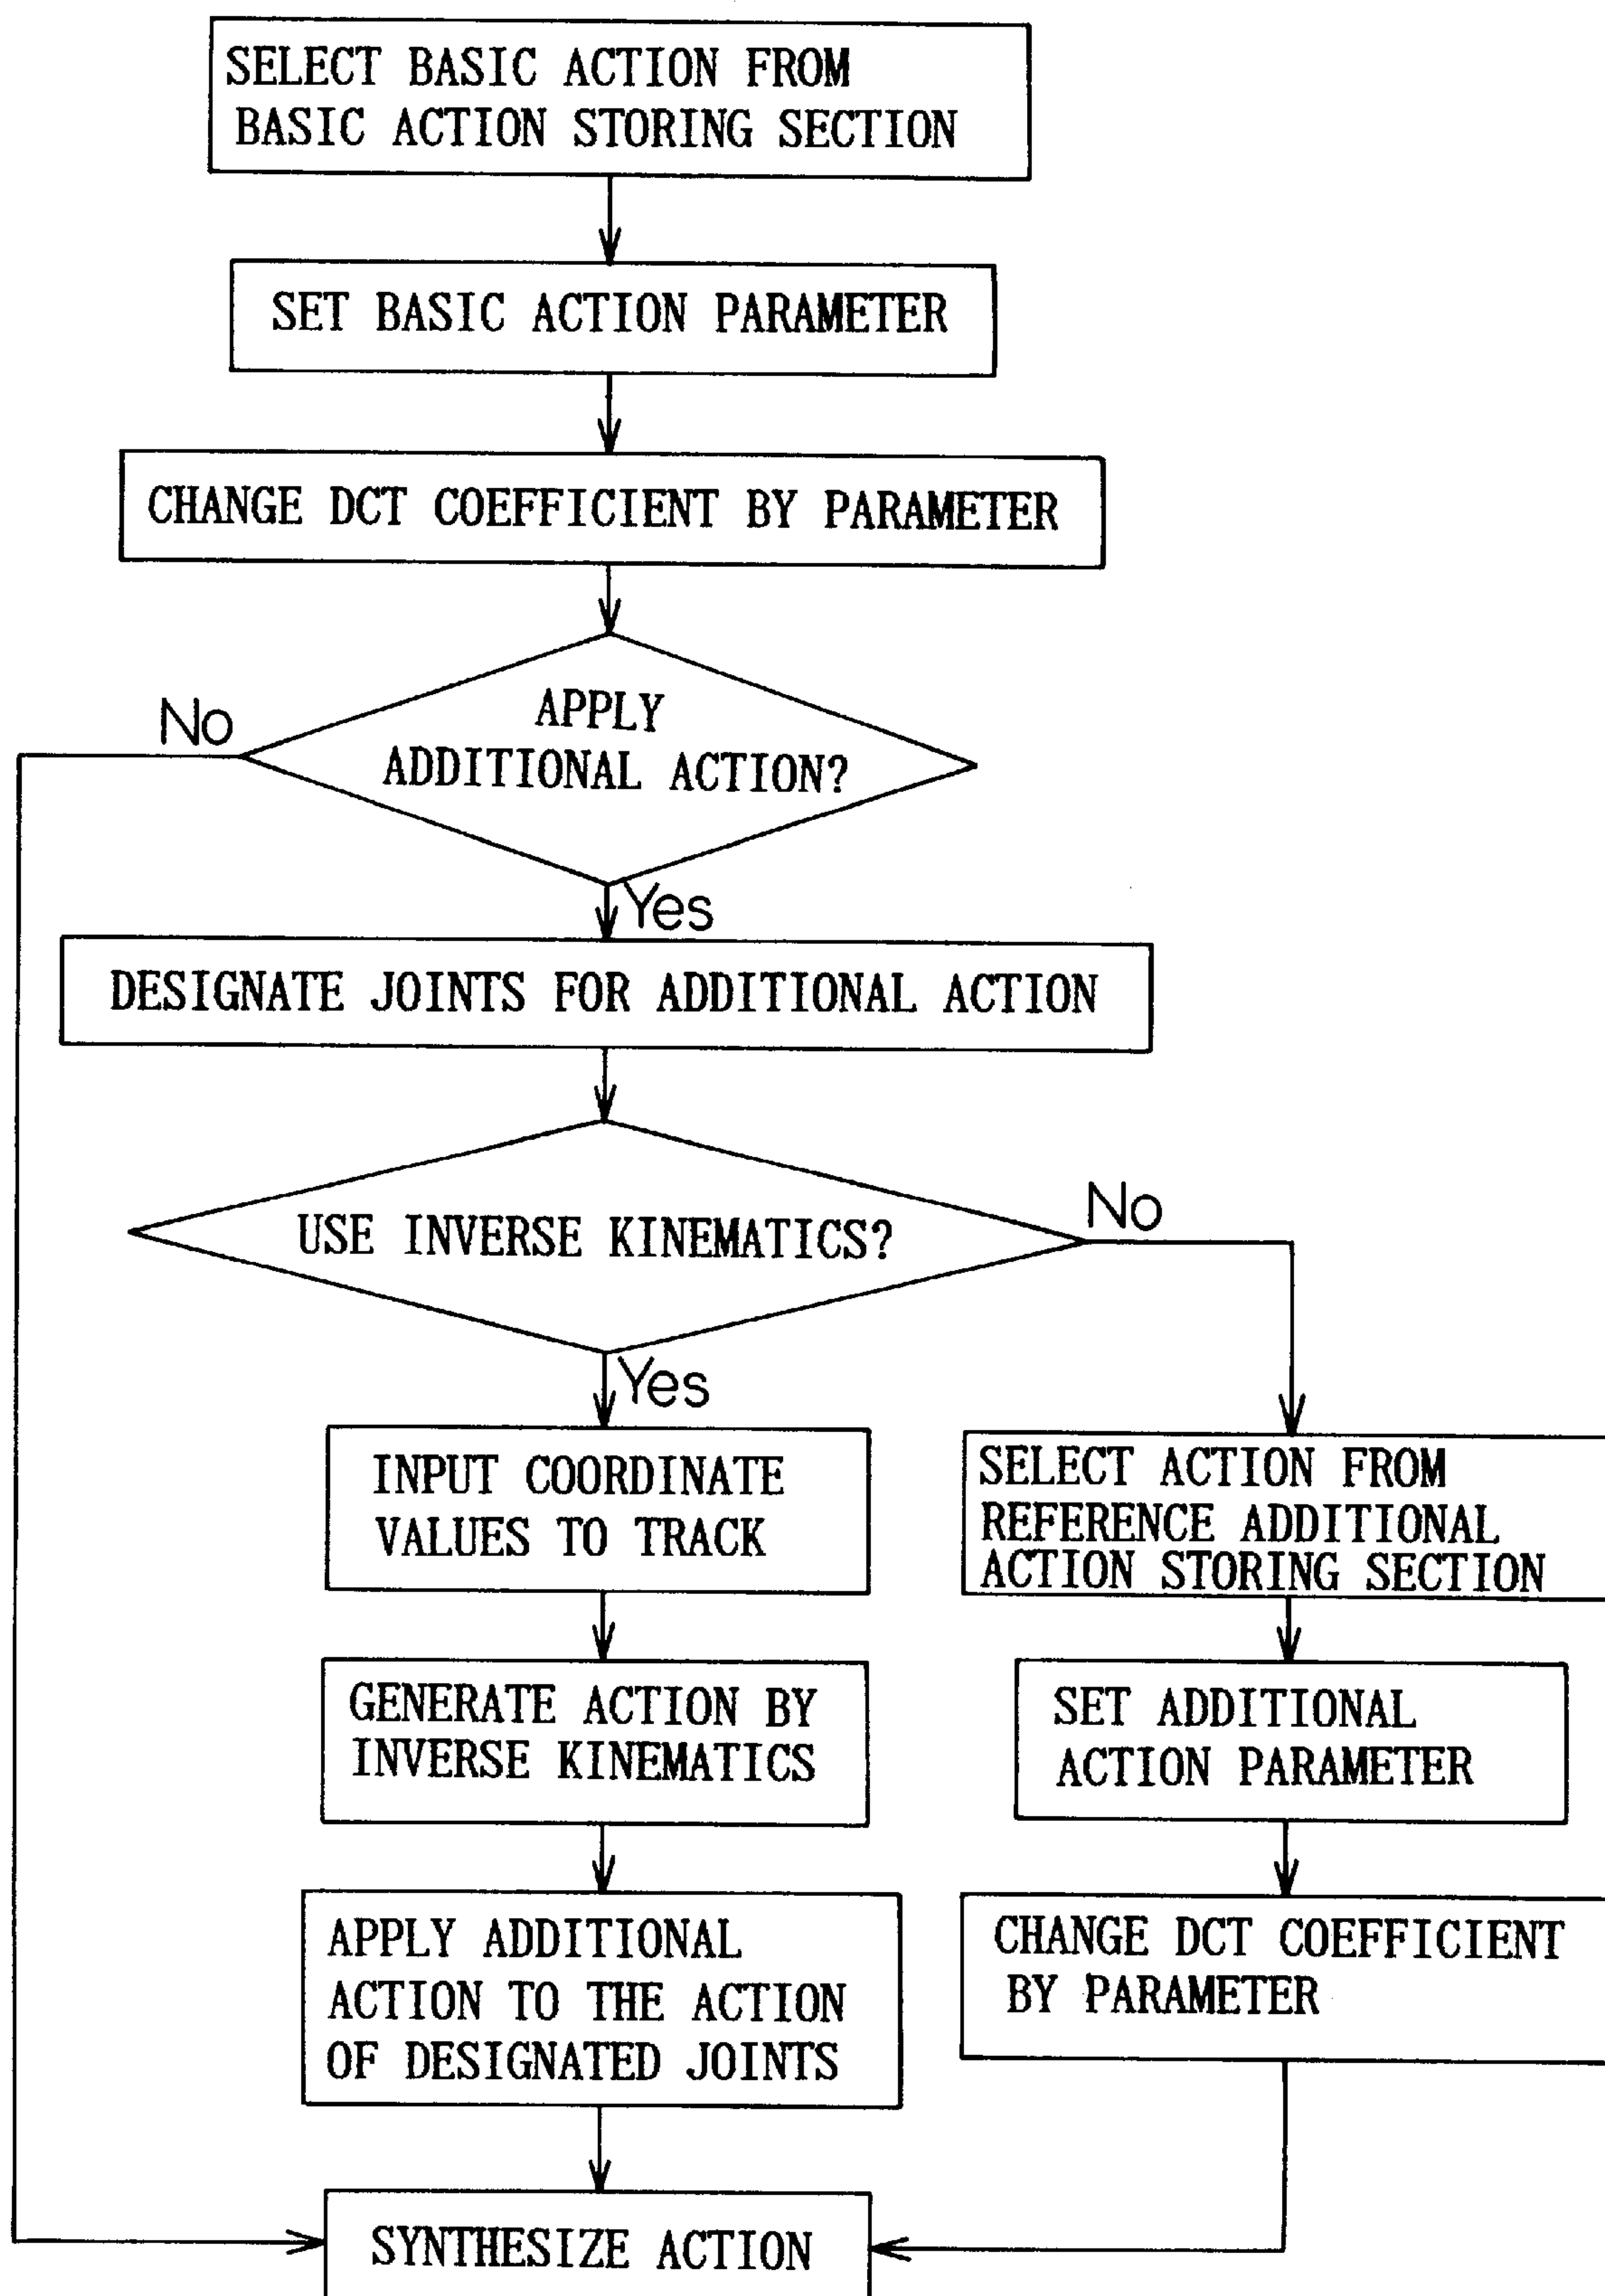 SELECT BASIC ACTION FROM
BASIC ACTION STORING SECTION
SET BASIC ACTION PARAMETER
CHANGE DCT COEFFICIENT BY PARAMETER
No
APPLY
ADDITIONAL ACTION?
Yes
DESIGNATE JOINTS FOR ADDITIONAL ACTION
USE INVERSE KINEMATICS?
No
Yes
INPUT COORDINATE
VALUES TO TRACK
SELECT ACTION FROM
REFERENCE ADDITIONAL
ACTION STORING SECTION
GENERATE ACTION BY
INVERSE KINEMATICS
SET ADDITIONAL
ACTION PARAMETER
APPLY ADDITIONAL
ACTION TO THE ACTION
OF DESIGNATED JOINTS
CHANGE DCT COEFFICIENT
BY PARAMETER
SYNTHESIZE ACTION